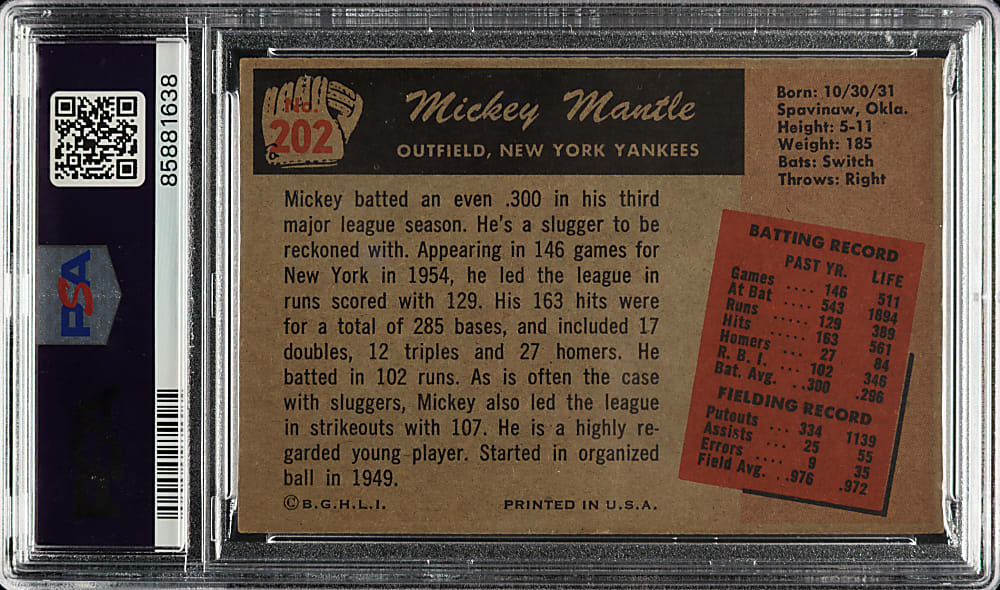 85881638
PSA
No.
202
Mickey Mantle
OUTFIELD, NEW YORK YANKEES
Born: 10/30/31
Spavinaw, Okla.
Height: 5-11
Weight: 185
Bats: Switch
Throws: Right
Mickey batted an even .300 in his third
major league season. He's a slugger to be
reckoned with. Appearing in 146 games for
New York in 1954, he led the league in
runs scored with 129. His 163 hits were
for a total of 285 bases, and included 17
doubles, 12 triples and 27 homers. He
batted in 102 runs. As is often the case
with sluggers, Mickey also led the league
in strikeouts with 107. He is a highly re-
garded young player. Started in organized
ball in 1949.
©B.G.H.L.I. PRINTED IN U.S.A.
BATTING RECORD
PAST YR. LIFE
Games .... 146 511
At Bat .... 543 1894
Runs ..... 129 389
Hits ..... 163 561
Homers ... 27 84
R. B. I. ... 102 346
Bat. Avg. . .300 .296
FIELDING RECORD
Putouts .. 334 1139
Assists ... 25 55
Errors .... 9 35
Field Avg. . .976 .972